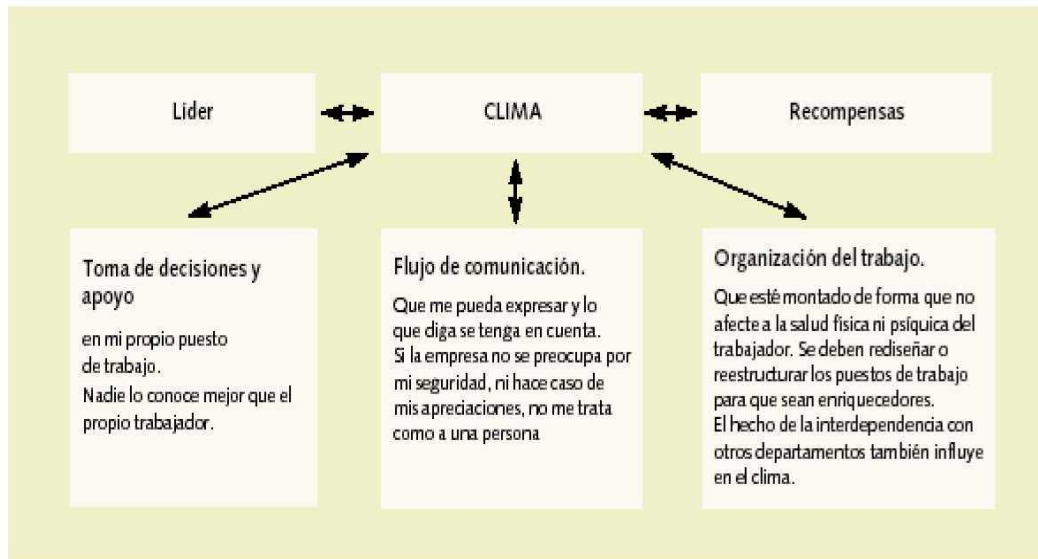 Líder
CLIMA
Recompensas
Toma de decisiones y
apoyo
en mi propio puesto
de trabajo.
Nadie lo conoce mejor que el
propio trabajador.
Flujo de comunicación.
Que me pueda expresar y lo
que diga se tenga en cuenta.
Si la empresa no se preocupa por
mi seguridad, ni hace caso de
mis apreciaciones, no me trata
como a una persona
Organización del trabajo.
Que esté montado de forma que no
afecte a la salud física ni psíquica del
trabajador. Se deben rediseñar o
reestructurar los puestos de trabajo
para que sean enriquecedores.
El hecho de la interdependencia con
otros departamentos también influye
en el clima.